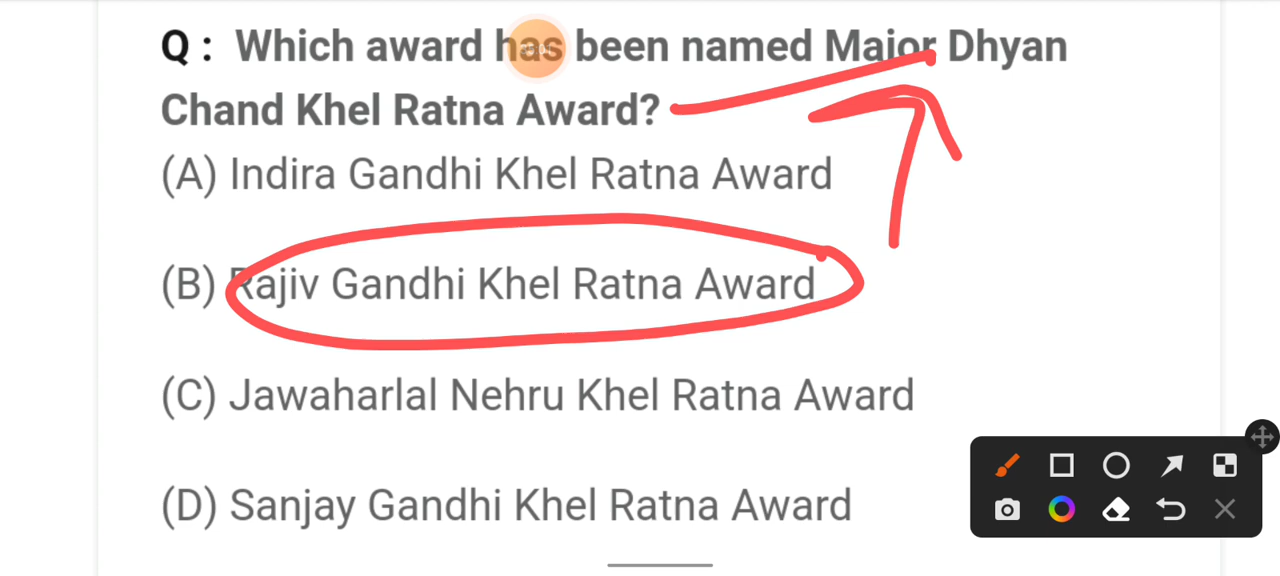 Q : Which award has been named Major Dhyan
Chand Khel Ratna Award?
(A) Indira Gandhi Khel Ratna Award
(B) Rajiv Gandhi Khel Ratna Award
(C) Jawaharlal Nehru Khel Ratna Award
(D) Sanjay Gandhi Khel Ratna Award